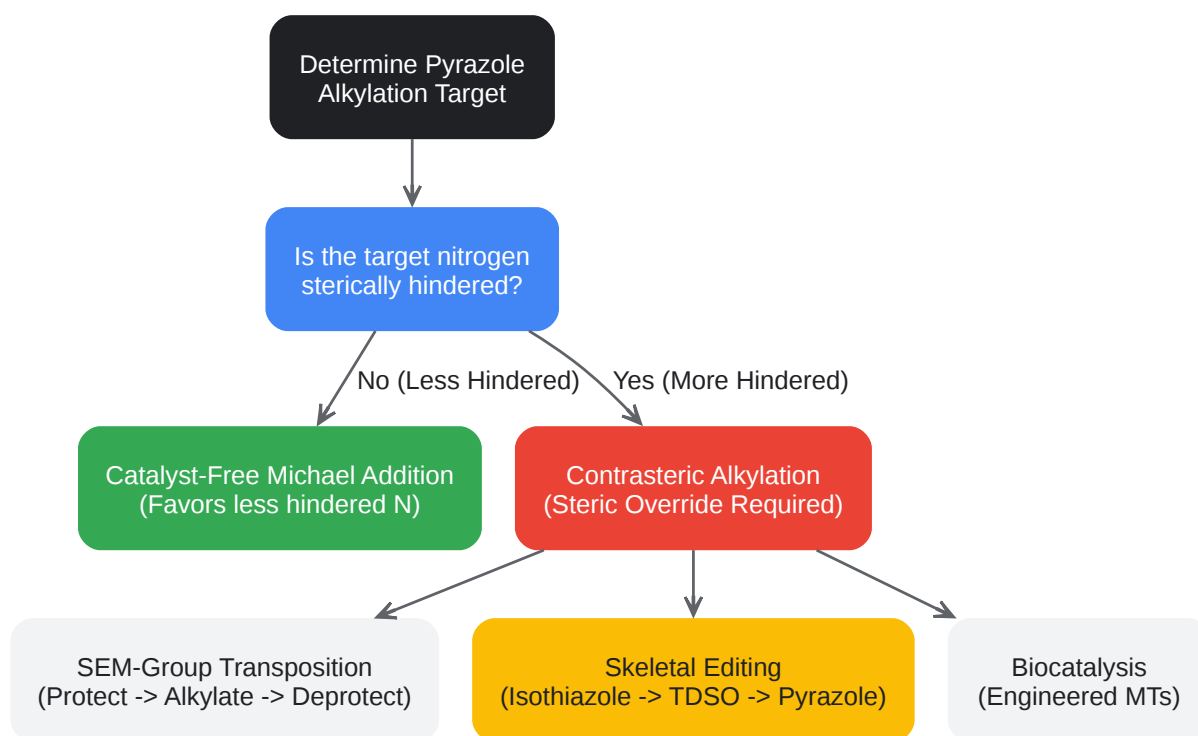 Determine Pyrazole
Alkylation Target
Is the target nitrogen
sterically hindered?
No (Less Hindered)
Yes (More Hindered)
Catalyst-Free Michael Addition
(Favors less hindered N)
Contrasteric Alkylation
(Steric Override Required)
SEM-Group Transposition
(Protect -> Alkylate -> Deprotect)
Skeletal Editing
(Isothiazole -> TDSO -> Pyrazole)
Biocatalysis
(Engineered MTs)